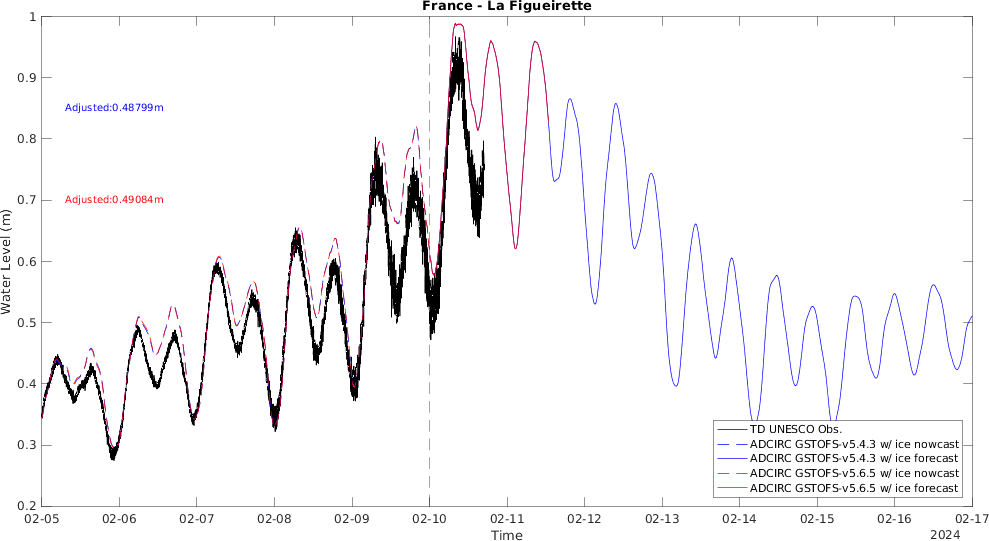 France - La Figueirette
1
0.9
0.8
0.7
0.6
0.5
0.4
0.3
0.2
Water Level (m)
Adjusted:0.48799m
Adjusted:0.49084m
TD UNESCO Obs.
ADCIRC GSTOFS-v5.4.3 w/ ice nowcast
ADCIRC GSTOFS-v5.4.3 w/ ice forecast
ADCIRC GSTOFS-v5.6.5 w/ ice nowcast
ADCIRC GSTOFS-v5.6.5 w/ ice forecast
02-05 02-06 02-07 02-08 02-09 02-10 02-11 02-12 02-13 02-14 02-15 02-16 02-17
Time
2024